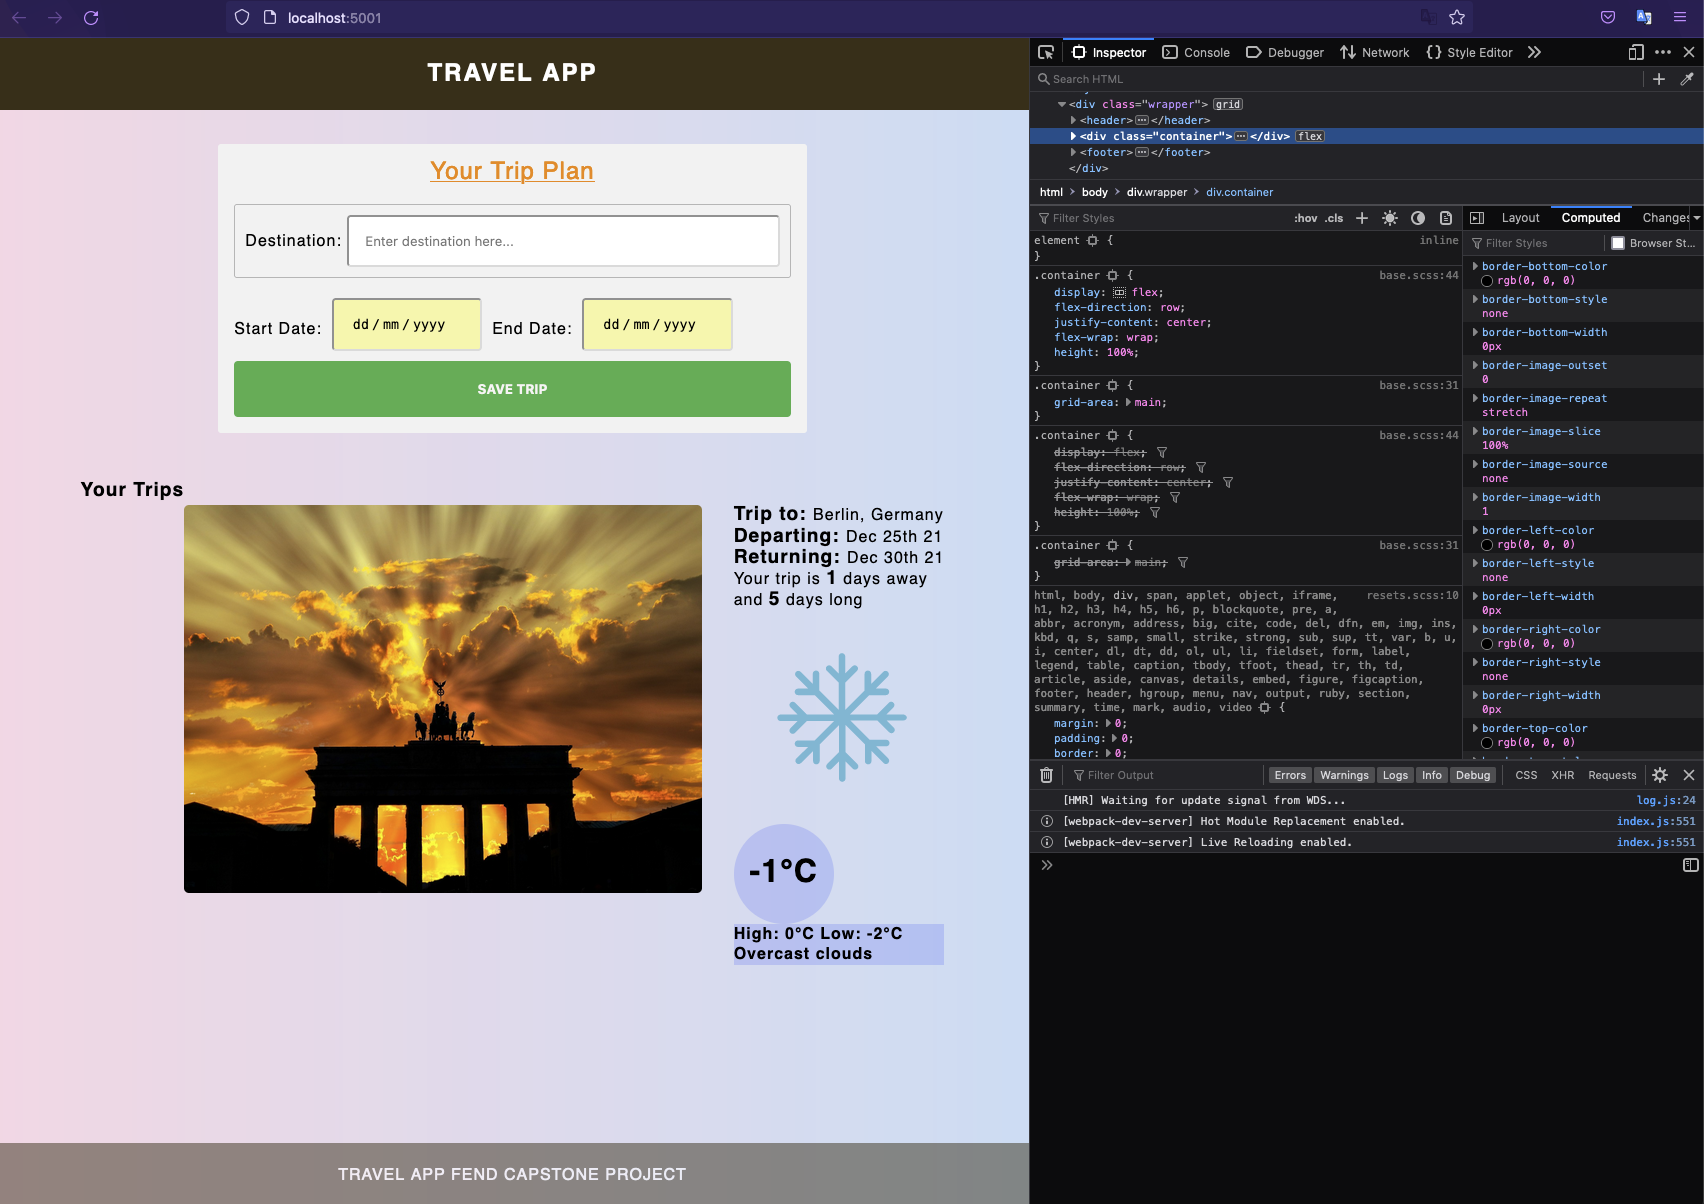 localhost:5001
TRAVEL APP
Your Trip Plan
Destination: Enter destination here...
Start Date: dd / mm / yyyy End Date: dd / mm / yyyy
SAVE TRIP
Your Trips
Trip to: Berlin, Germany
Departing: Dec 25th 21
Returning: Dec 30th 21
Your trip is 1 days away
and 5 days long
-1°C
High: 0°C Low: -2°C
Overcast clouds
TRAVEL APP FEND CAPSTONE PROJECT
Inspector Console Debugger Network Style Editor
Search HTML
<div class="wrapper"> grid
<header> ••• </header>
<div class="container"> ••• </div> flex
<footer> ••• </footer>
</div>
html > body > div.wrapper > div.container
Filter Styles :hov .cls
element { inline
}
.container { base.scss:44
display: flex;
flex-direction: row;
justify-content: center;
flex-wrap: wrap;
height: 100%;
}
.container { base.scss:31
grid-area: main;
}
.container { base.scss:44
display: flex;
flex-direction: row;
justify-content: center;
flex-wrap: wrap;
height: 100%;
}
.container { base.scss:31
grid-area: main;
}
html, body, div, span, applet, object, iframe, resets.scss:10
h1, h2, h3, h4, h5, h6, p, blockquote, pre, a,
abbr, acronym, address, big, cite, code, del, dfn, em, img, ins,
kbd, q, s, samp, small, strike, strong, sub, sup, tt, var, b, u,
i, center, dl, dt, dd, ol, ul, li, fieldset, form, label,
legend, table, caption, tbody, tfoot, thead, tr, th, td,
article, aside, canvas, details, embed, figure, figcaption,
footer, header, hgroup, menu, nav, output, ruby, section,
summary, time, mark, audio, video {
margin: 0;
padding: 0;
border: 0;
Layout Computed Changes
Filter Styles Browser St...
border-bottom-color
rgb(0, 0, 0)
border-bottom-style
none
border-bottom-width
0px
border-image-outset
0
border-image-repeat
stretch
border-image-slice
100%
border-image-source
none
border-image-width
1
border-left-color
rgb(0, 0, 0)
border-left-style
none
border-left-width
0px
border-right-color
rgb(0, 0, 0)
border-right-style
none
border-right-width
0px
border-top-color
rgb(0, 0, 0)
Filter Output Errors Warnings Logs Info Debug CSS XHR Requests
[HMR] Waiting for update signal from WDS... log.js:24
[webpack-dev-server] Hot Module Replacement enabled. index.js:551
[webpack-dev-server] Live Reloading enabled. index.js:551